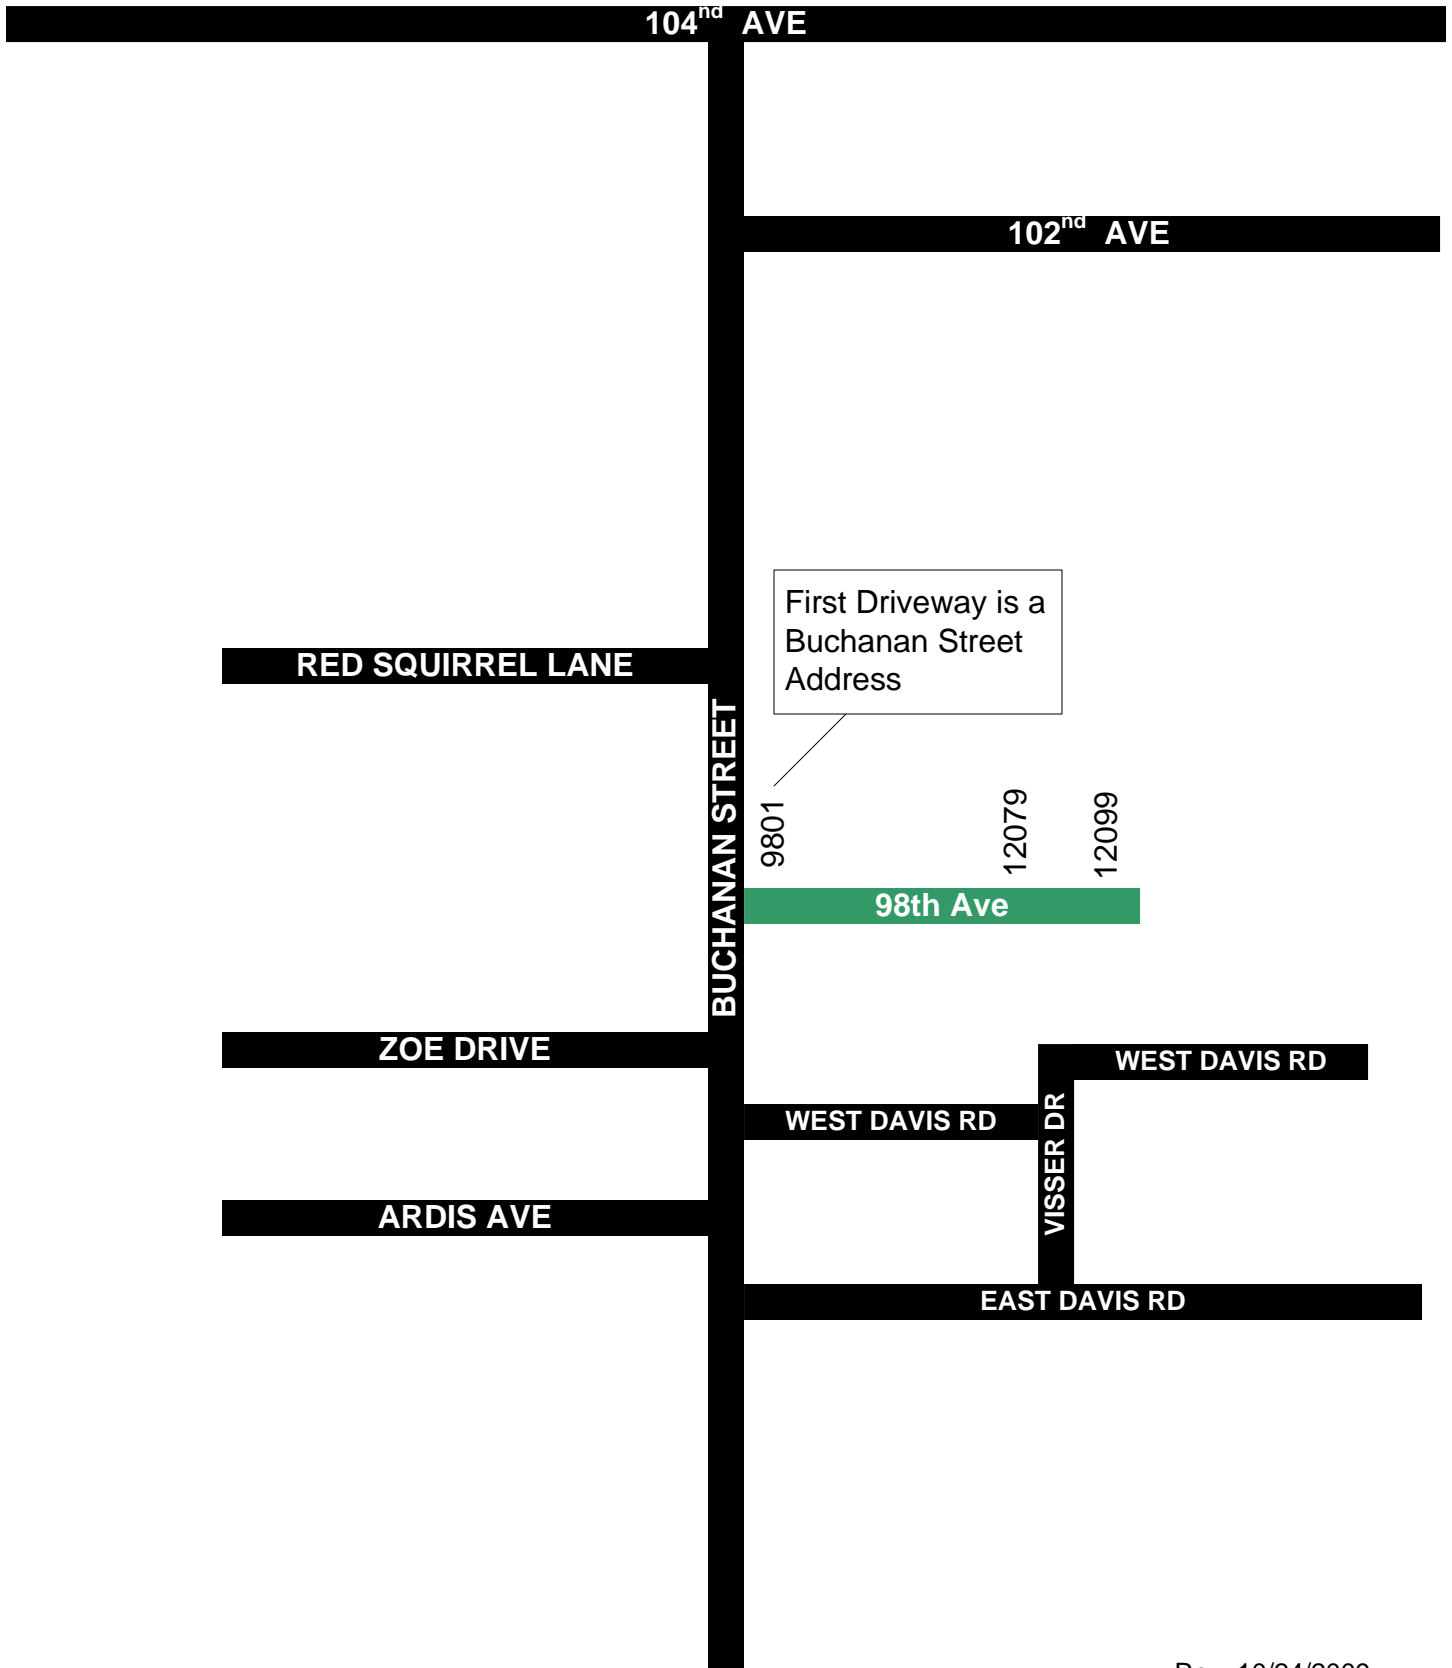 104nd AVE
102nd AVE
First Driveway is a
Buchanan Street
Address
RED SQUIRREL LANE
BUCHANAN STREET
9801
12079
12099
98th Ave
ZOE DRIVE
WEST DAVIS RD
WEST DAVIS RD
VISSER DR
ARDIS AVE
EAST DAVIS RD